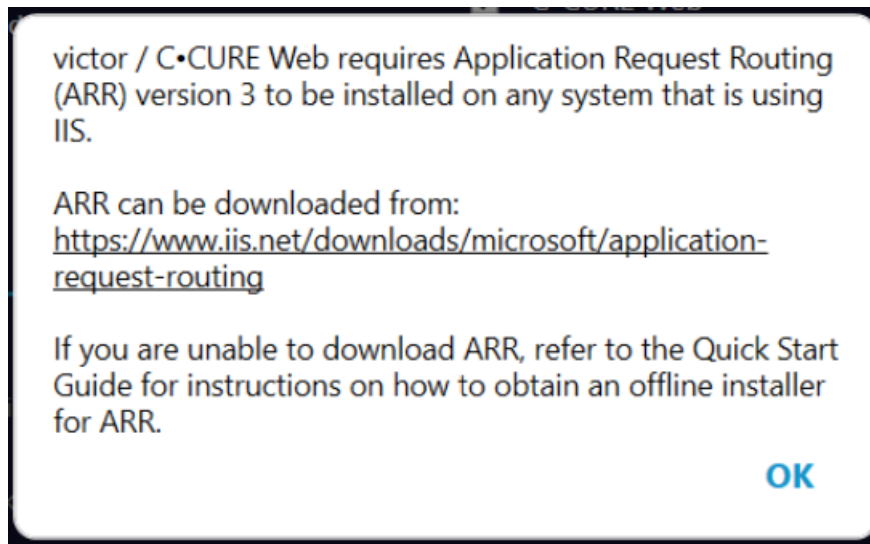 victor / C•CURE Web requires Application Request Routing
(ARR) version 3 to be installed on any system that is using
IIS.
ARR can be downloaded from:
https://www.iis.net/downloads/microsoft/application-
request-routing
If you are unable to download ARR, refer to the Quick Start
Guide for instructions on how to obtain an offline installer
for ARR.
OK